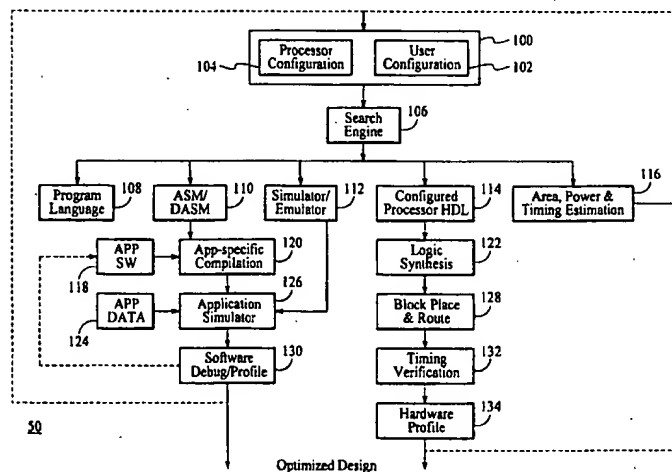 100
Processor
Configuration
User
Configuration
104
102
Search
Engine
106
Program
Language
108
ASM/
DASM
110
Simulator/
Emulator
112
Configured
Processor HDL
114
Area, Power &
Timing Estimation
116
APP
SW
118
App-specific
Compilation
120
Logic
Synthesis
122
APP
DATA
124
Application
Simulator
126
Block Place
& Route
128
Software
Debug/Profile
130
Timing
Verification
132
Hardware
Profile
134
50
Optimized Design